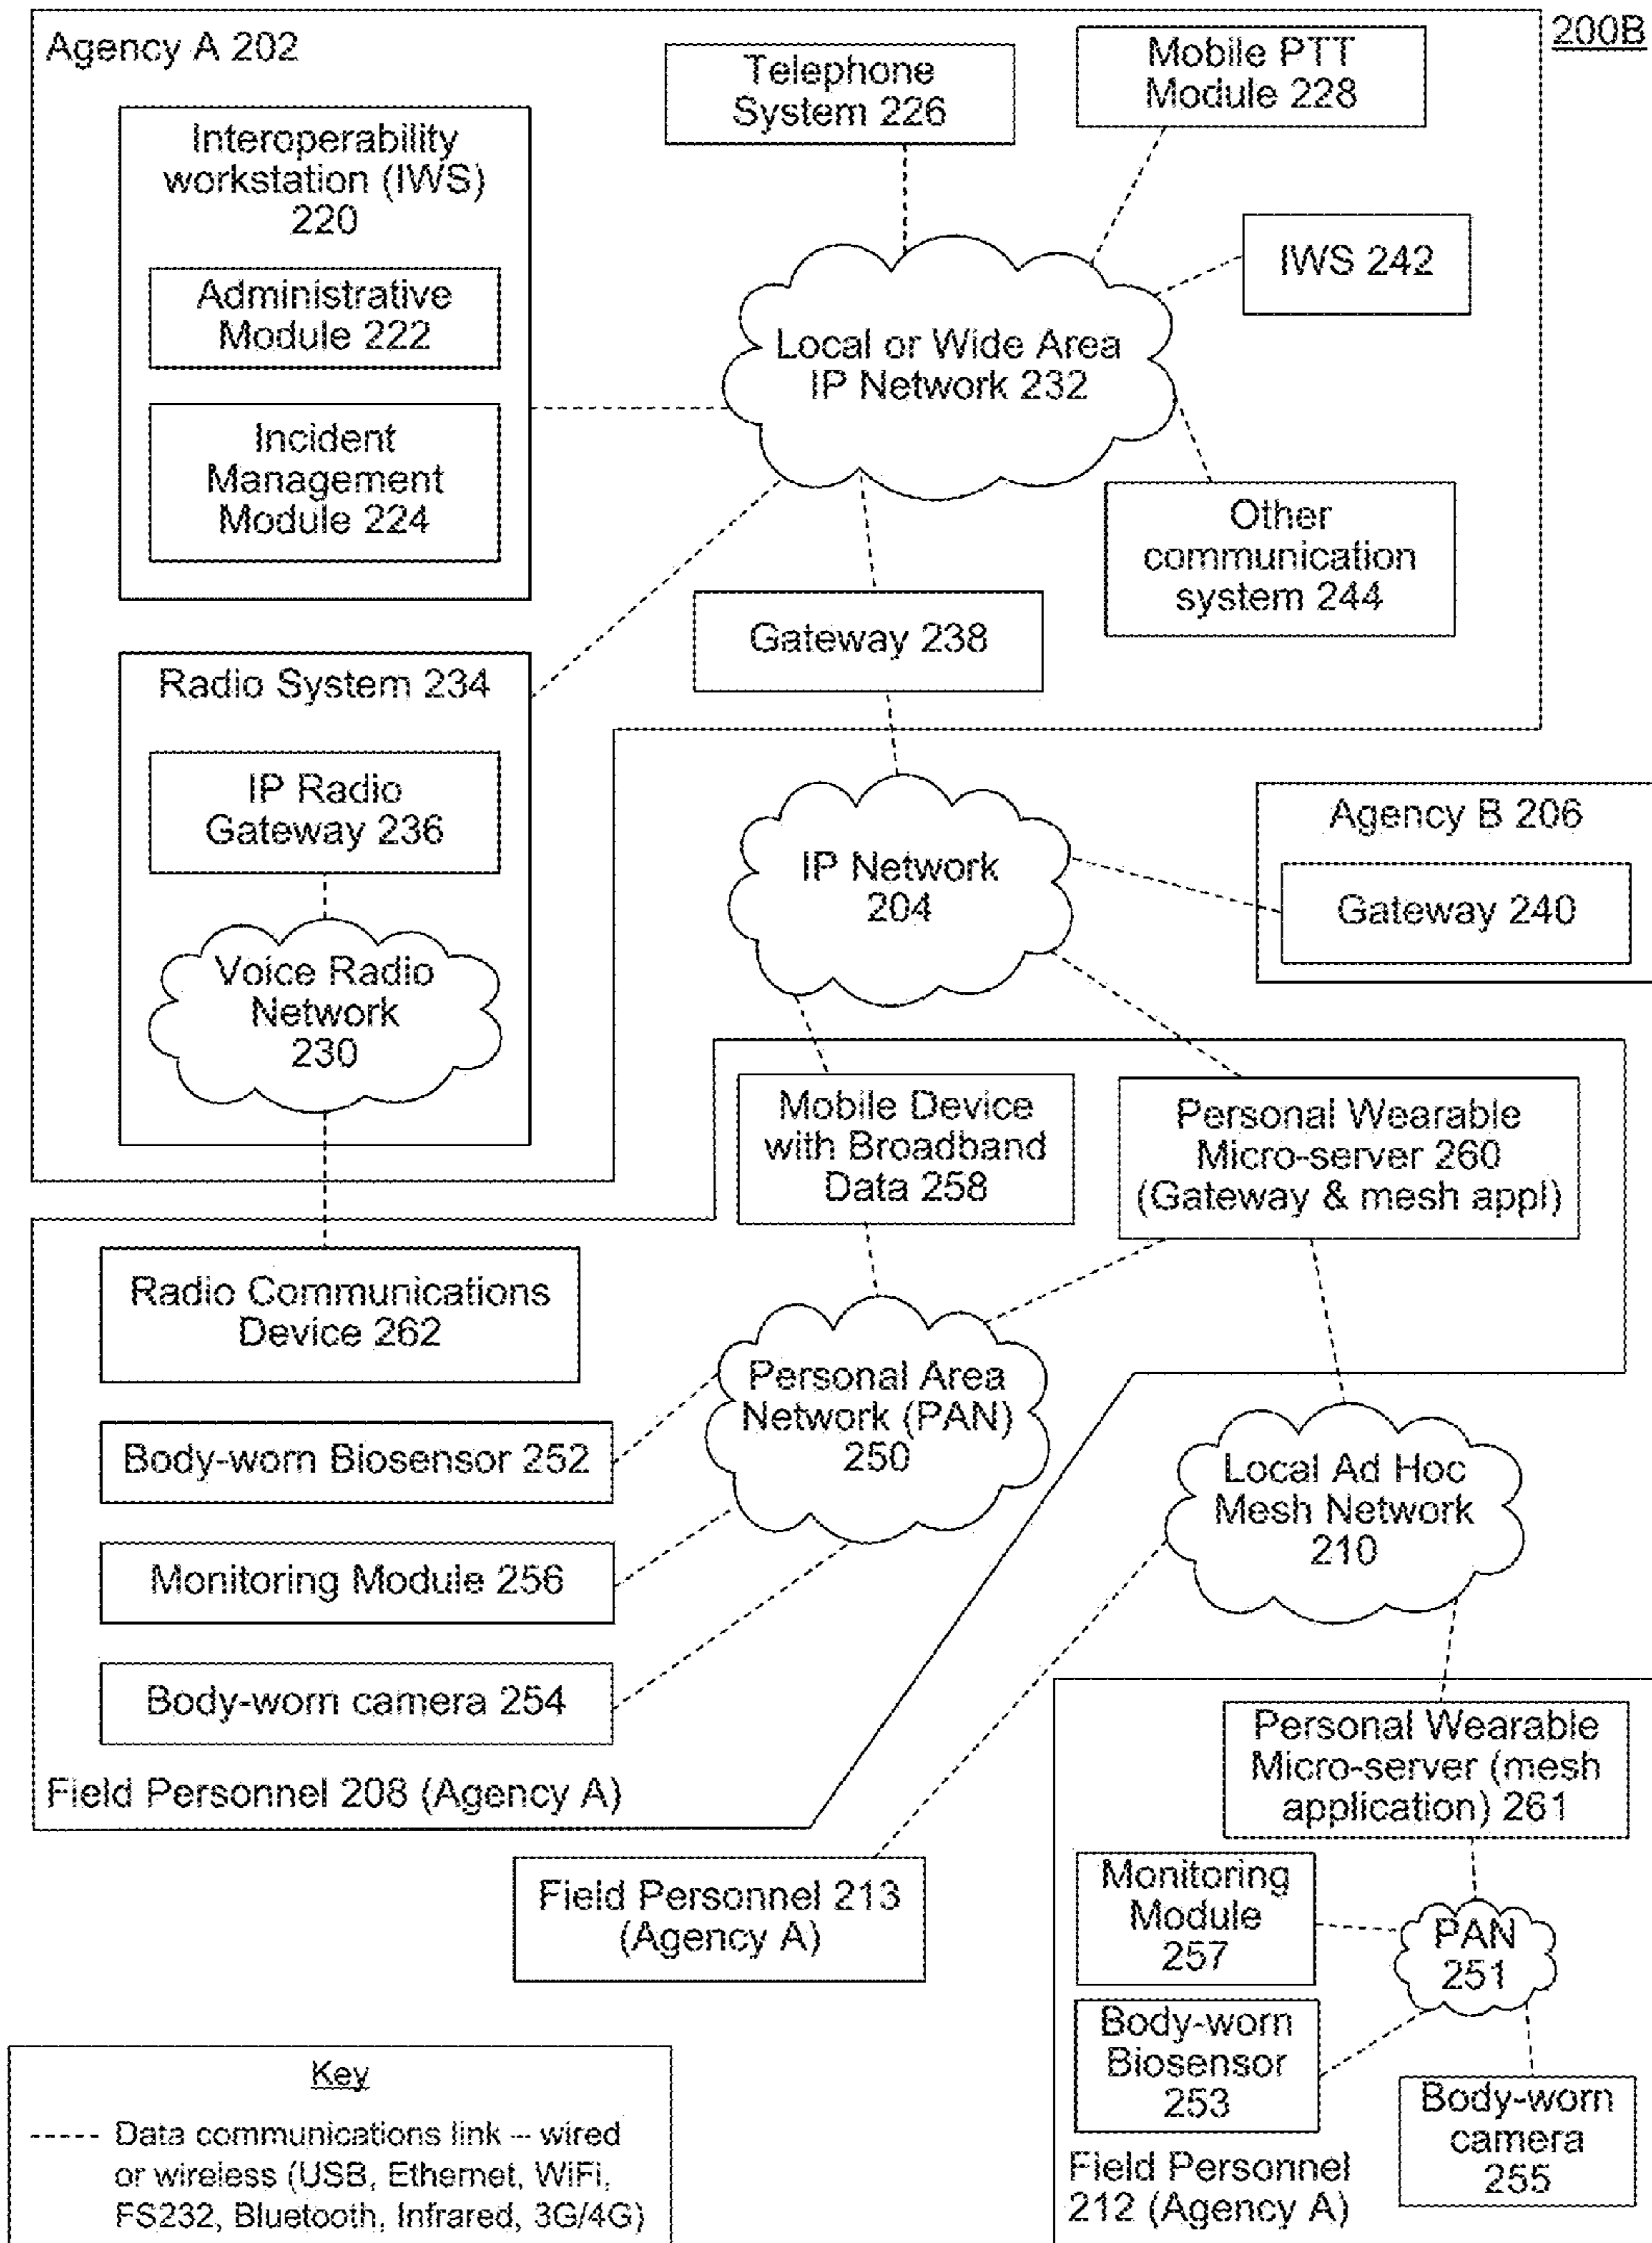 200B
Agency A 202
Telephone
System 226
Mobile PTT
Module 228
Interoperability
workstation (IWS)
220
Administrative
Module 222
Incident
Management
Module 224
IWS 242
Local or Wide Area
IP Network 232
Other
communication
system 244
Gateway 238
Radio System 234
IP Radio
Gateway 236
Voice Radio
Network
230
IP Network
204
Agency B 206
Gateway 240
Mobile Device
with Broadband
Data 258
Personal Wearable
Micro-server 260
(Gateway & mesh appl)
Radio Communications
Device 262
Personal Area
Network (PAN)
250
Body-worn Biosensor 252
Monitoring Module 256
Body-worn camera 254
Field Personnel 208 (Agency A)
Local Ad Hoc
Mesh Network
210
Field Personnel 213
(Agency A)
Personal Wearable
Micro-server (mesh
application) 261
Monitoring
Module
257
PAN
251
Body-worn
Biosensor
253
Body-worn
camera
255
Field Personnel
212 (Agency A)
Key
----- Data communications link -- wired
or wireless (USB, Ethernet, WiFi,
FS232, Bluetooth, Infrared, 3G/4G)